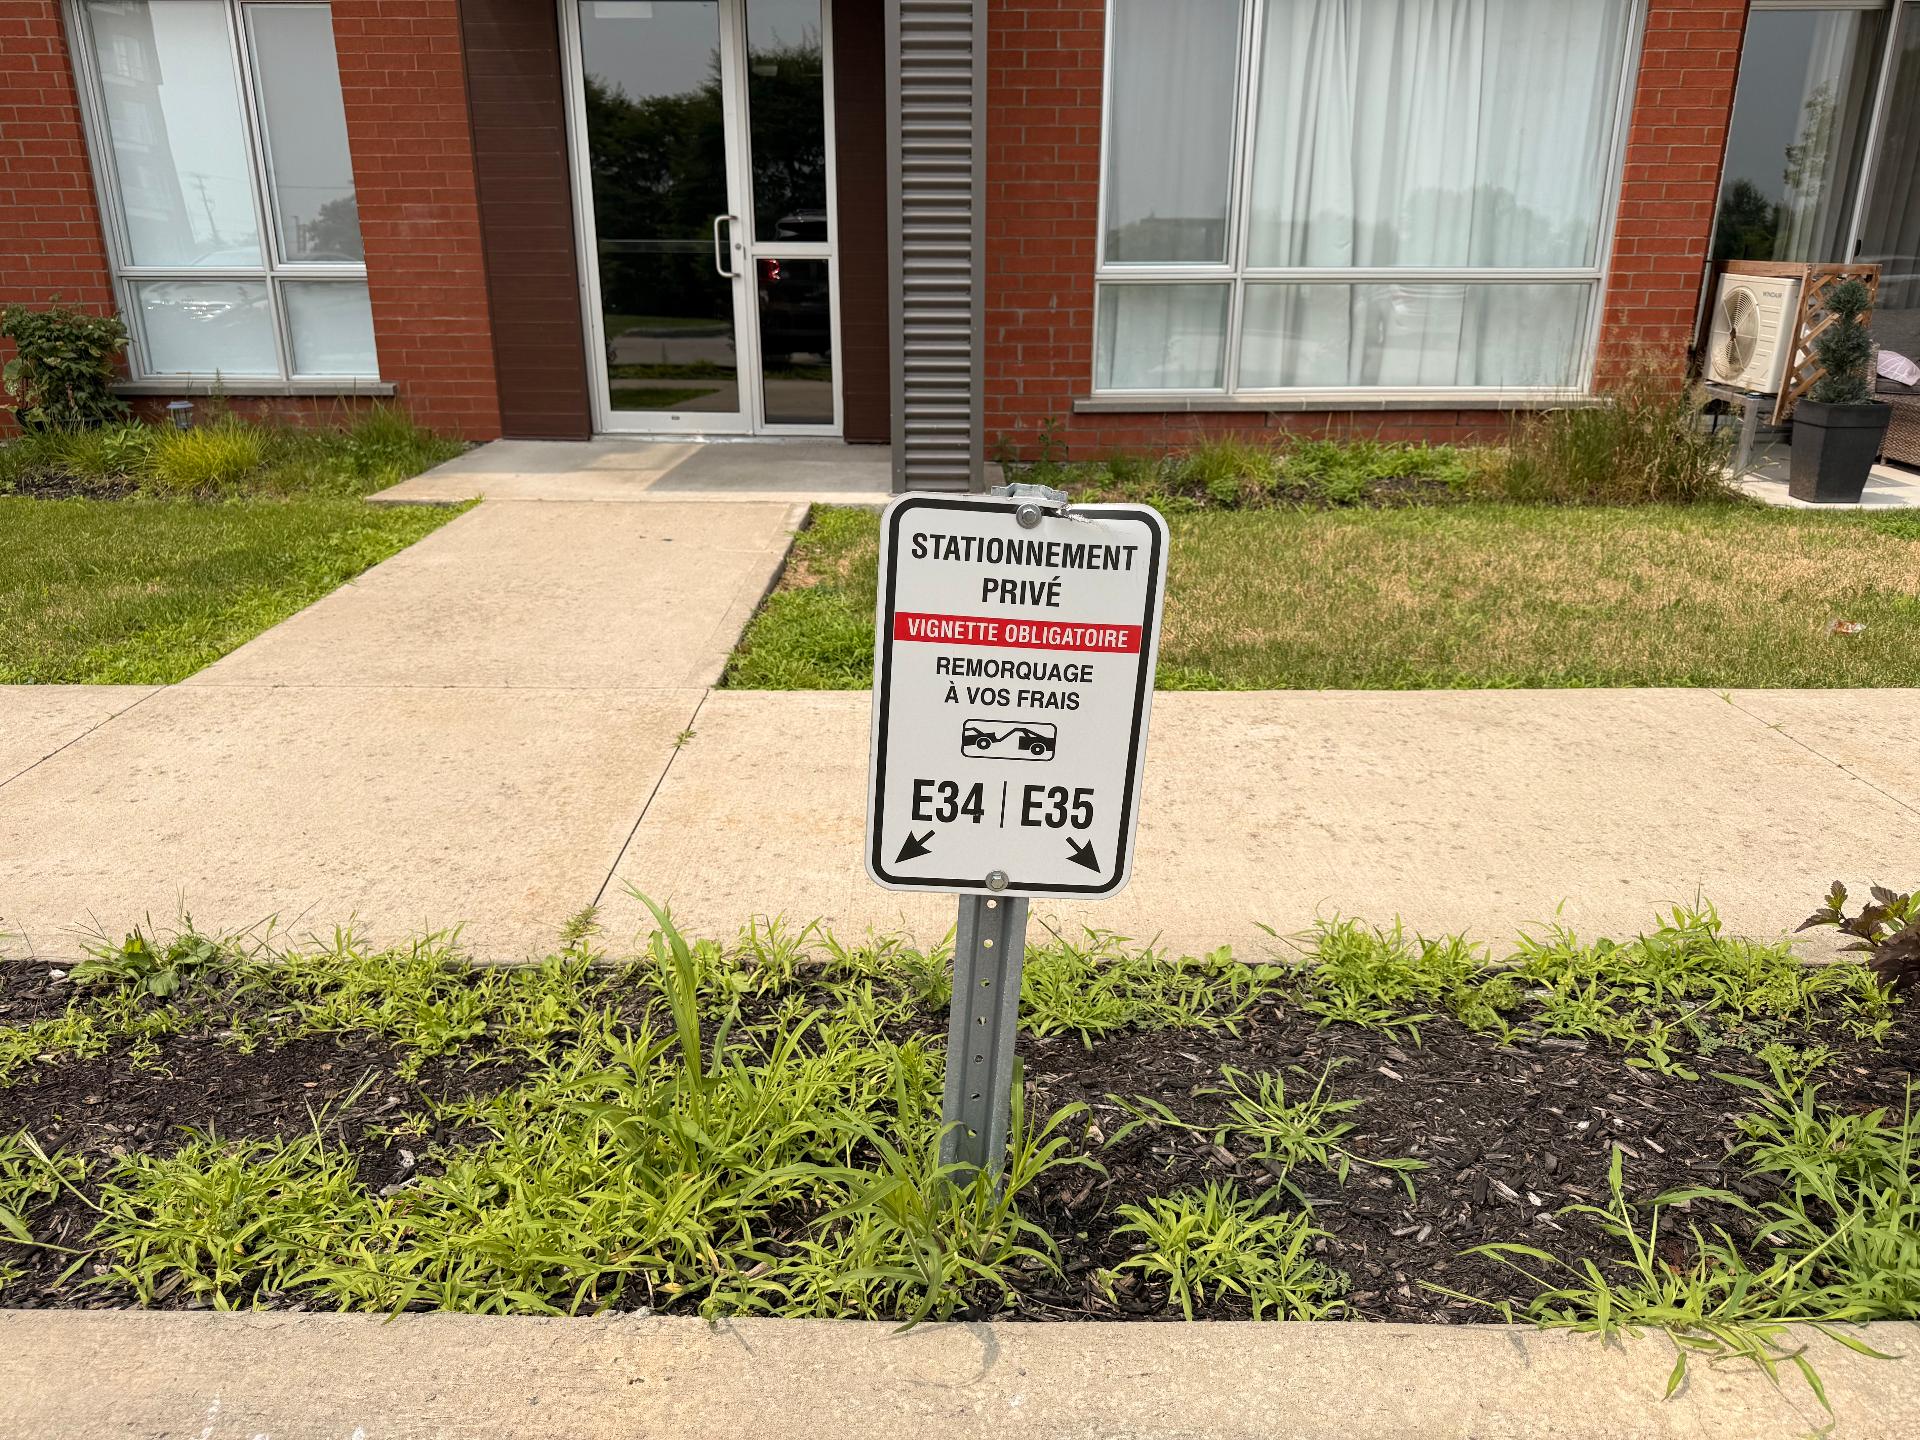 STATIONNEMENT
PRIVÉ
VIGNETTE OBLIGATOIRE
REMORQUAGE
À VOS FRAIS
E34 | E35